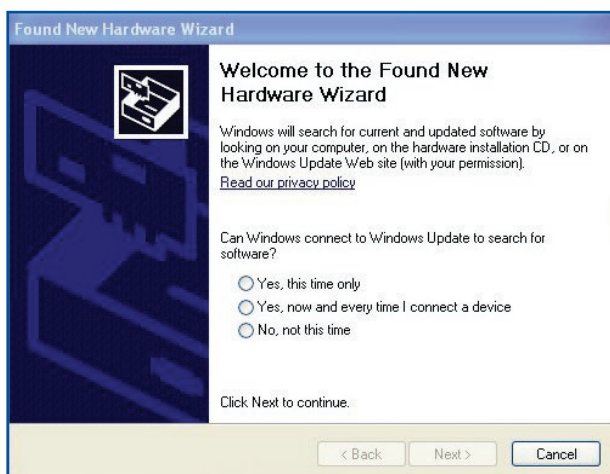 Found New Hardware Wizard
Welcome to the Found New
Hardware Wizard
Windows will search for current and updated software by
looking on your computer, on the hardware installation CD, or on
the Windows Update Web site (with your permission).
Read our privacy policy
Can Windows connect to Windows Update to search for
software?
Yes, this time only
Yes, now and every time I connect a device
No, not this time
Click Next to continue.
< Back Next > Cancel